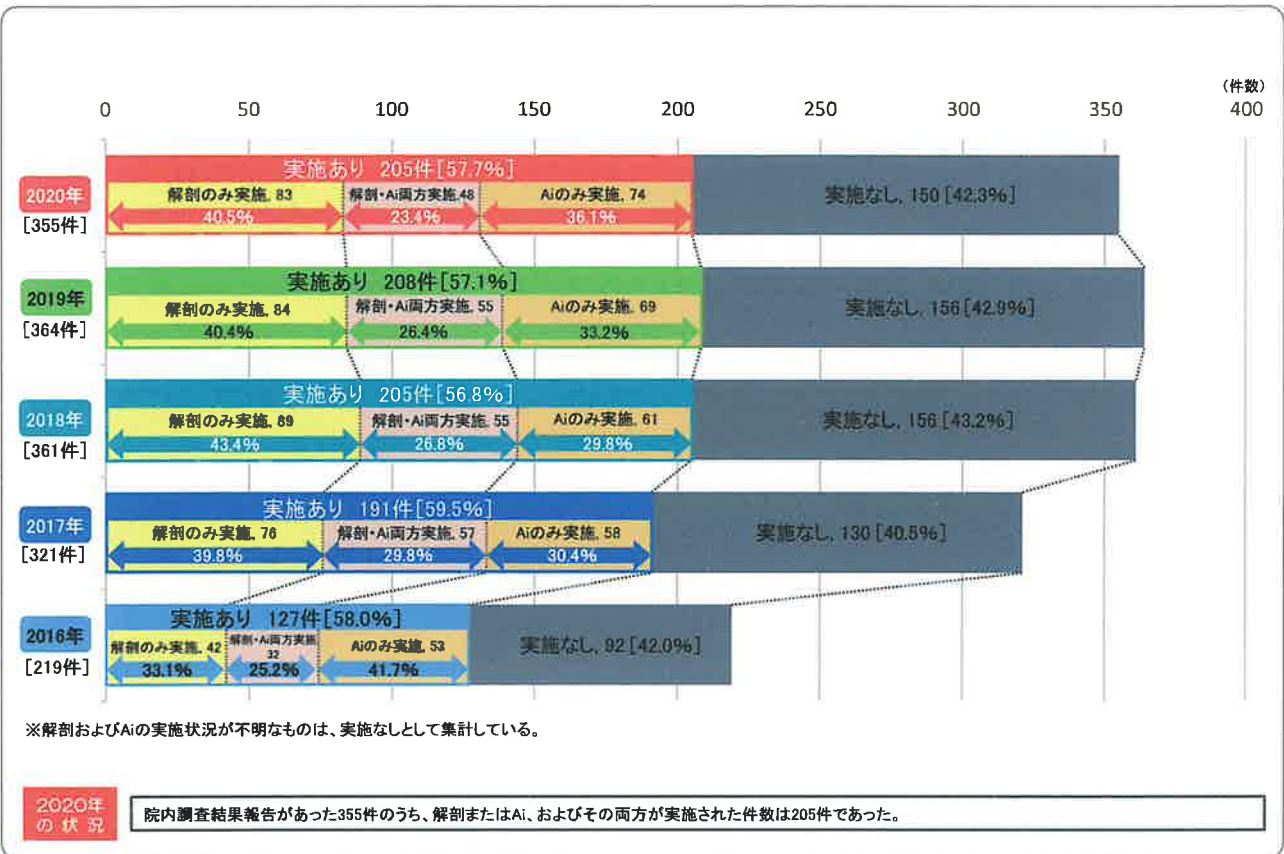 (件数)
0 50 100 150 200 250 300 350 400
実施あり 205件[57.7%]
2020年
[355件]
解剖のみ実施, 83
40.5%
解剖・Ai両方実施,48
23.4%
Aiのみ実施, 74
36.1%
実施なし, 150 [42.3%]
実施あり 208件[57.1%]
2019年
[364件]
解剖のみ実施, 84
40.4%
解剖・Ai両方実施, 55
26.4%
Aiのみ実施, 69
33.2%
実施なし, 156 [42.9%]
実施あり 205件[56.8%]
2018年
[361件]
解剖のみ実施, 89
43.4%
解剖・Ai両方実施, 55
26.8%
Aiのみ実施, 61
29.8%
実施なし, 156 [43.2%]
実施あり 191件[59.5%]
2017年
[321件]
解剖のみ実施, 76
39.8%
解剖・Ai両方実施, 57
29.8%
Aiのみ実施, 58
30.4%
実施なし, 130 [40.5%]
実施あり 127件[58.0%]
2016年
[219件]
解剖のみ実施, 42
33.1%
解剖・Ai両方実施,
32
25.2%
Aiのみ実施, 53
41.7%
実施なし, 92 [42.0%]
※解剖およびAiの実施状況が不明なものは、実施なしとして集計している。
2020年
の状況
院内調査結果報告があった355件のうち、解剖またはAi、およびその両方が実施された件数は205件であった。